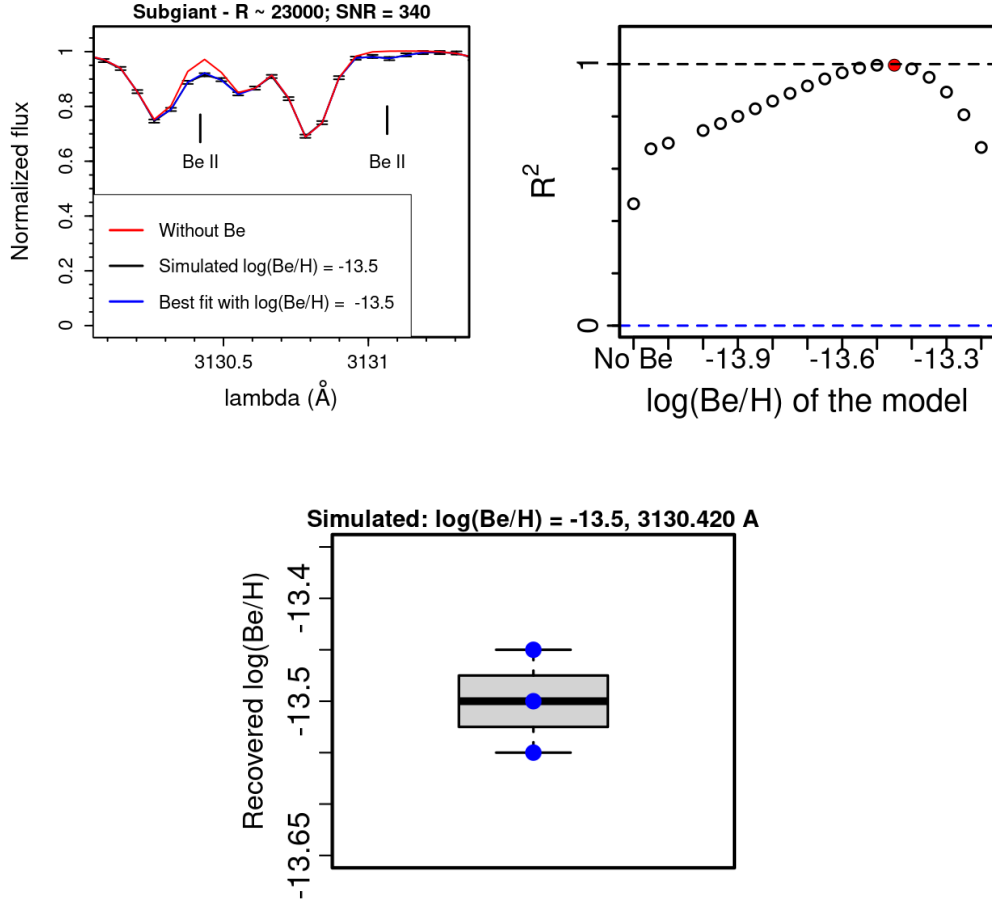 Subgiant - R ~ 23000; SNR = 340
Normalized flux
1
0.8
0.6
0.4
0.2
0
Be II
Be II
Without Be
Simulated log(Be/H) = -13.5
Best fit with log(Be/H) = -13.5
3130.5
3131
lambda (Å)
R²
1
0
No Be
-13.9
-13.6
-13.3
log(Be/H) of the model
Simulated: log(Be/H) = -13.5, 3130.420 A
Recovered log(Be/H)
-13.4
-13.5
-13.65